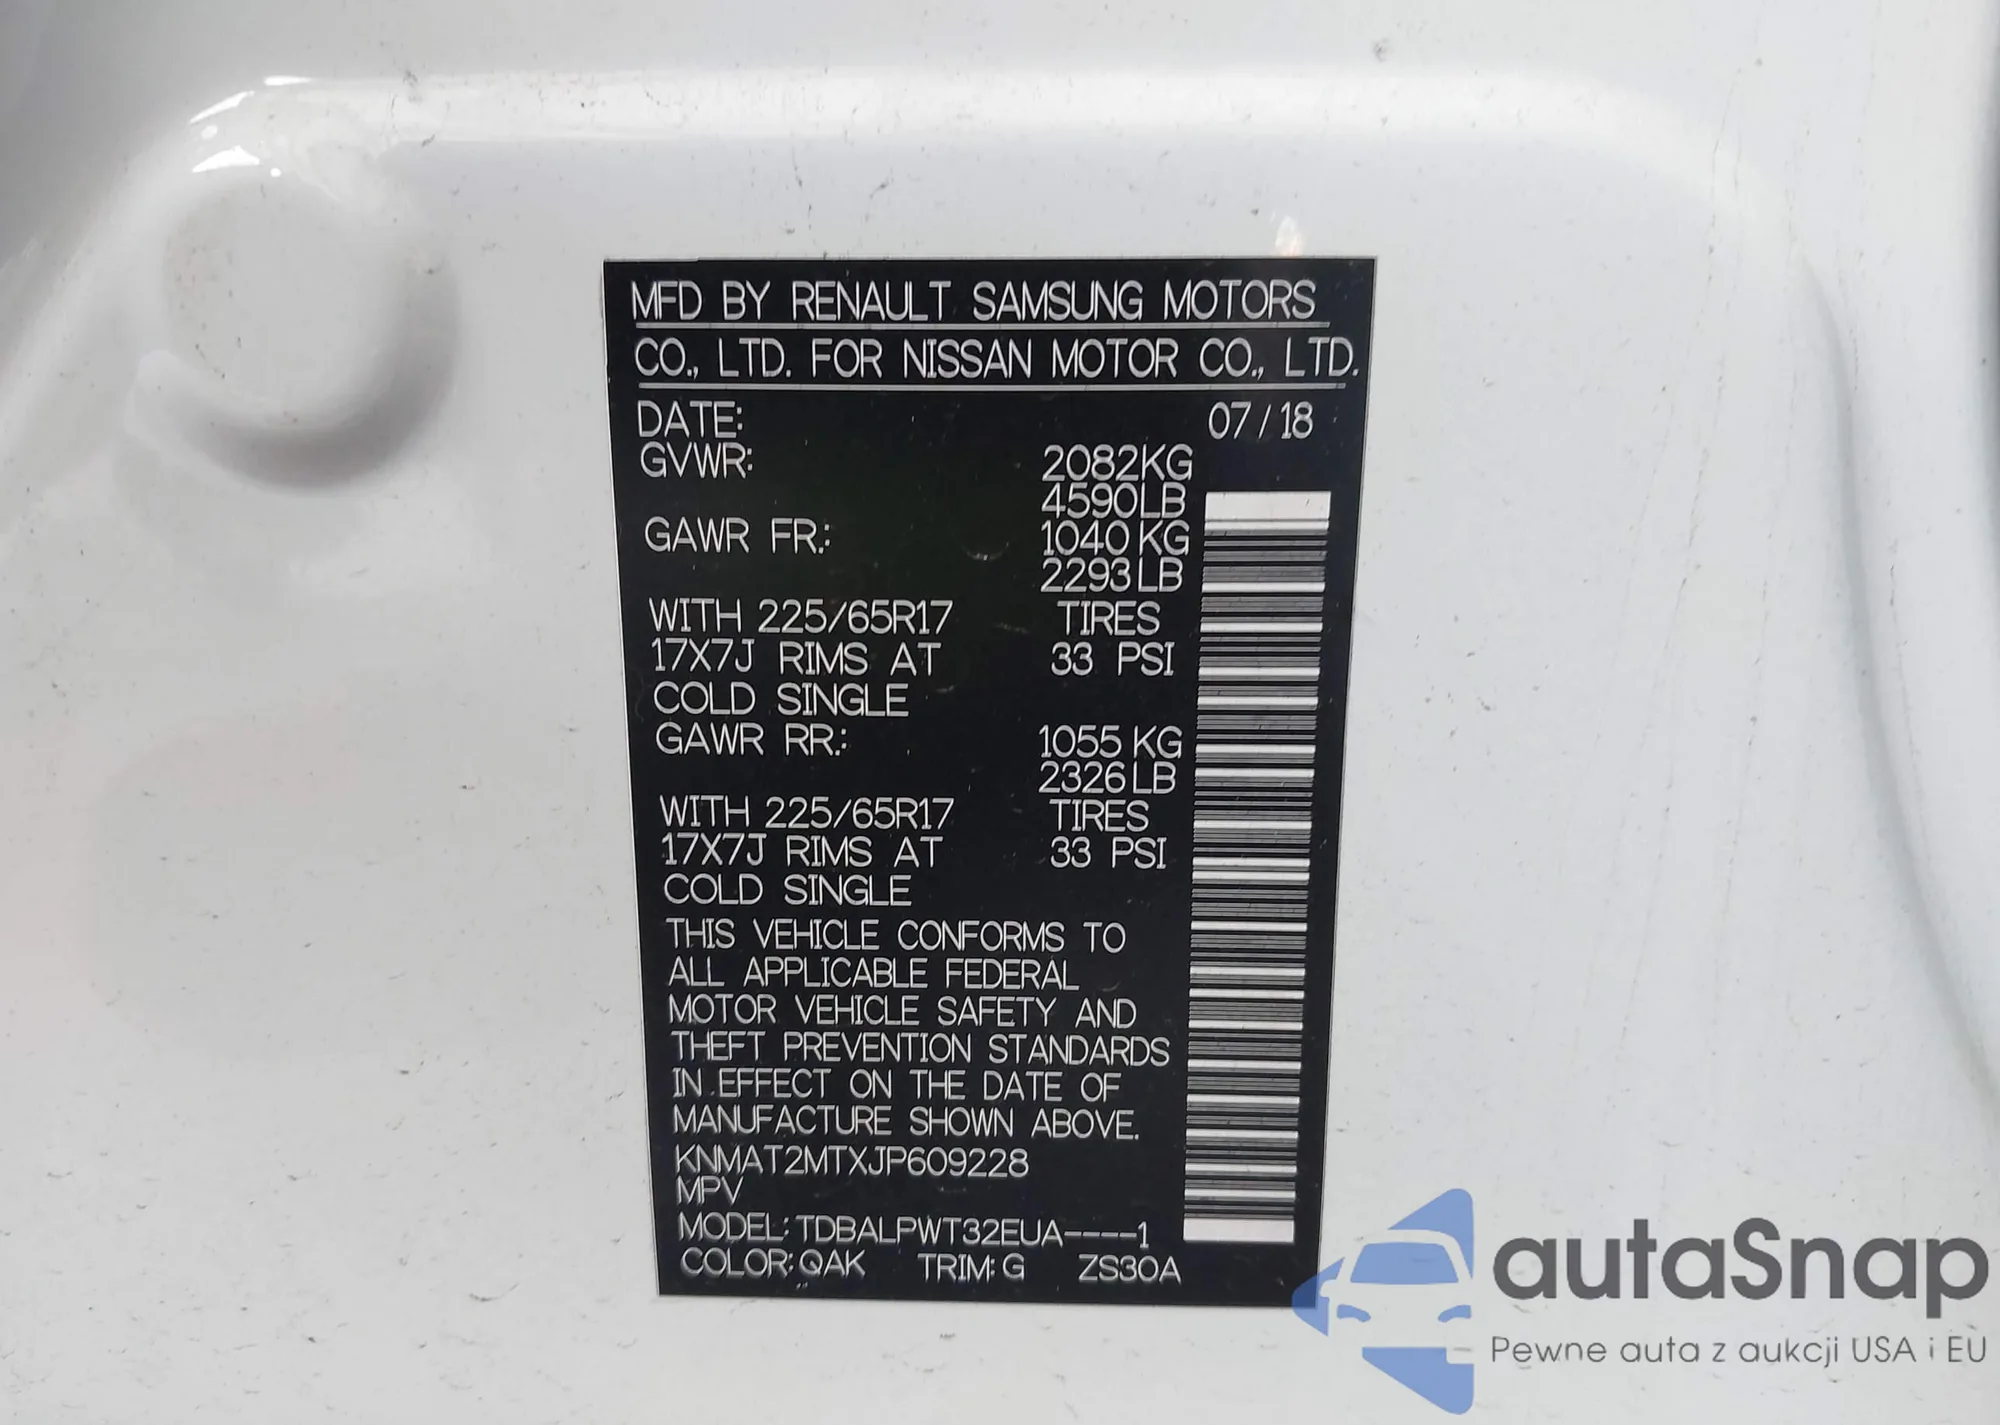 MFD BY RENAULT SAMSUNG MOTORS
CO., LTD. FOR NISSAN MOTOR CO., LTD.
DATE: 07/18
GVWR: 2082KG
4590LB
GAWR FR.: 1040 KG
2293LB
WITH 225/65R17 TIRES
17X7J RIMS AT 33 PSI
COLD SINGLE
GAWR RR.: 1055 KG
2326LB
WITH 225/65R17 TIRES
17X7J RIMS AT 33 PSI
COLD SINGLE
THIS VEHICLE CONFORMS TO
ALL APPLICABLE FEDERAL
MOTOR VEHICLE SAFETY AND
THEFT PREVENTION STANDARDS
IN EFFECT ON THE DATE OF
MANUFACTURE SHOWN ABOVE.
KNMAT2MTXJP609228
MPV
MODEL: TDBALPWT32EUA----1
COLOR: QAK TRIM: G ZS30A
autaSnap
Pewne auta z aukcji USA i EU